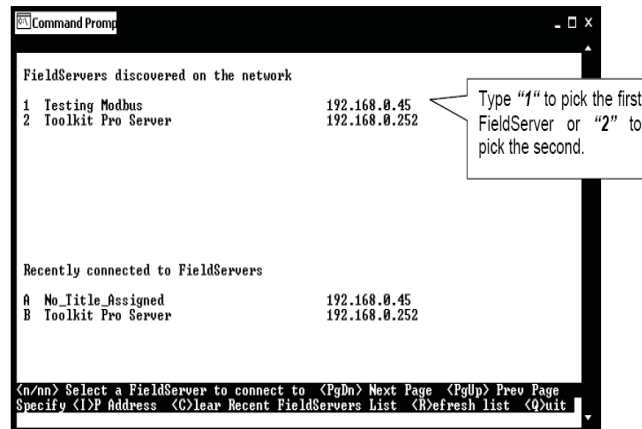 Command Promp
FieldServers discovered on the network
1 Testing Modbus 192.168.0.45
2 Toolkit Pro Server 192.168.0.252
Type "1" to pick the first
FieldServer or "2" to
pick the second.
Recently connected to FieldServers
A No_Title_Assigned 192.168.0.45
B Toolkit Pro Server 192.168.0.252
<n/nn> Select a FieldServer to connect to <PgDn> Next Page <PgUp> Prev Page
Specify <I>P Address <C>lear Recent FieldServers List <R>efresh list <Q>uit